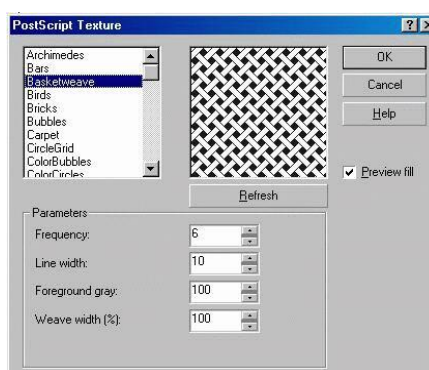 PostScript Texture
Archimedes
Bars
Basketweave
Birds
Bricks
Bubbles
Carpet
CircleGrid
ColorBubbles
ColorCircles
OK
Cancel
Help
Preview fill
Refresh
Parameters
Frequency: 6
Line width: 10
Foreground gray: 100
Weave width (%): 100